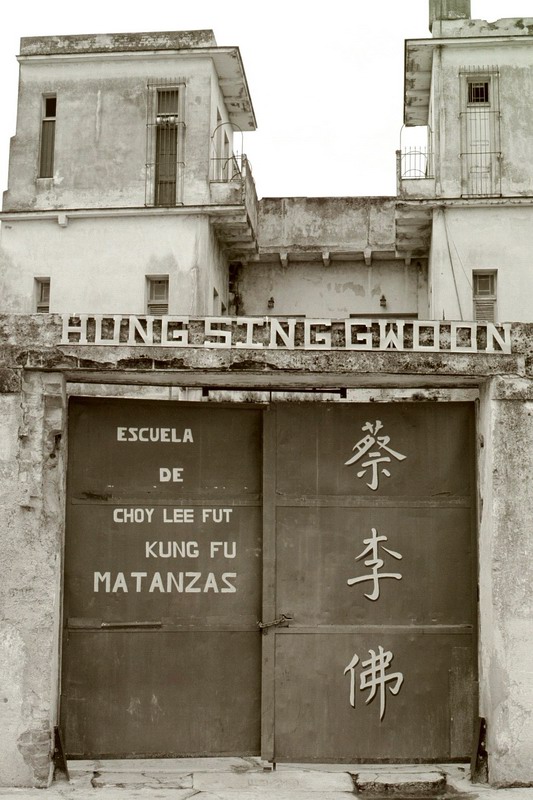 HUNG SING GWOON
ESCUELA
DE
CHOY LEE FUT
KUNG FU
MATANZAS
蔡
李
佛